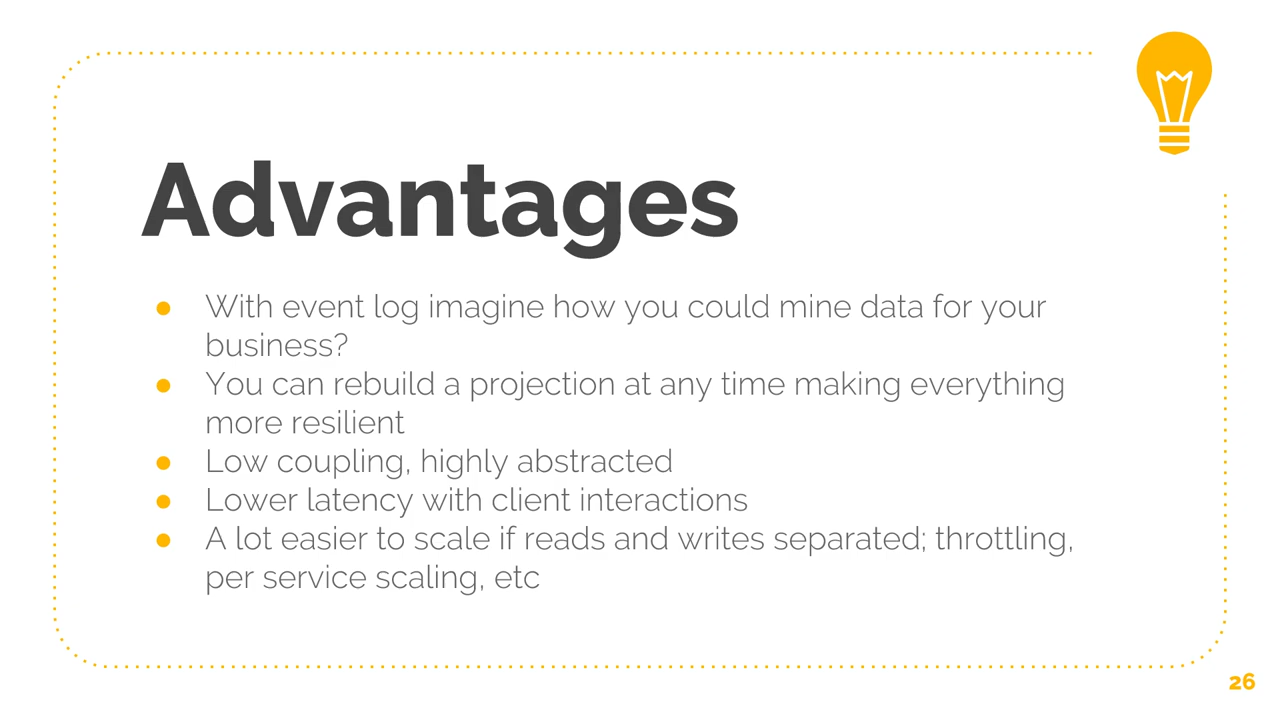 Advantages
● With event log imagine how you could mine data for your
business?
● You can rebuild a projection at any time making everything
more resilient
● Low coupling, highly abstracted
● Lower latency with client interactions
● A lot easier to scale if reads and writes separated; throttling,
per service scaling, etc
26